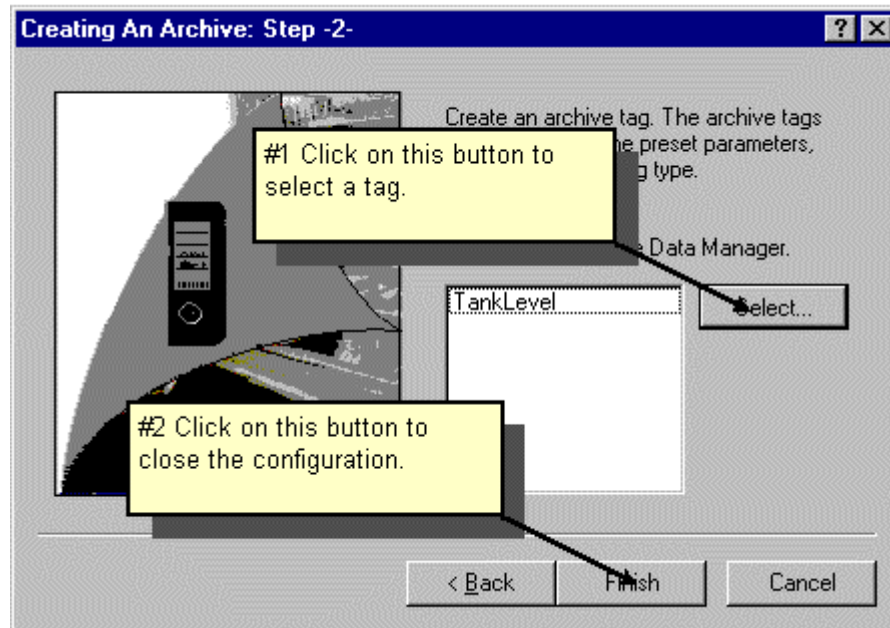 Creating An Archive: Step -2-
Create an archive tag. The archive tags
#1 Click on this button to
select a tag.
preset parameters,
type.
Data Manager.
TankLevel
Select...
#2 Click on this button to
close the configuration.
< Back
Finish
Cancel